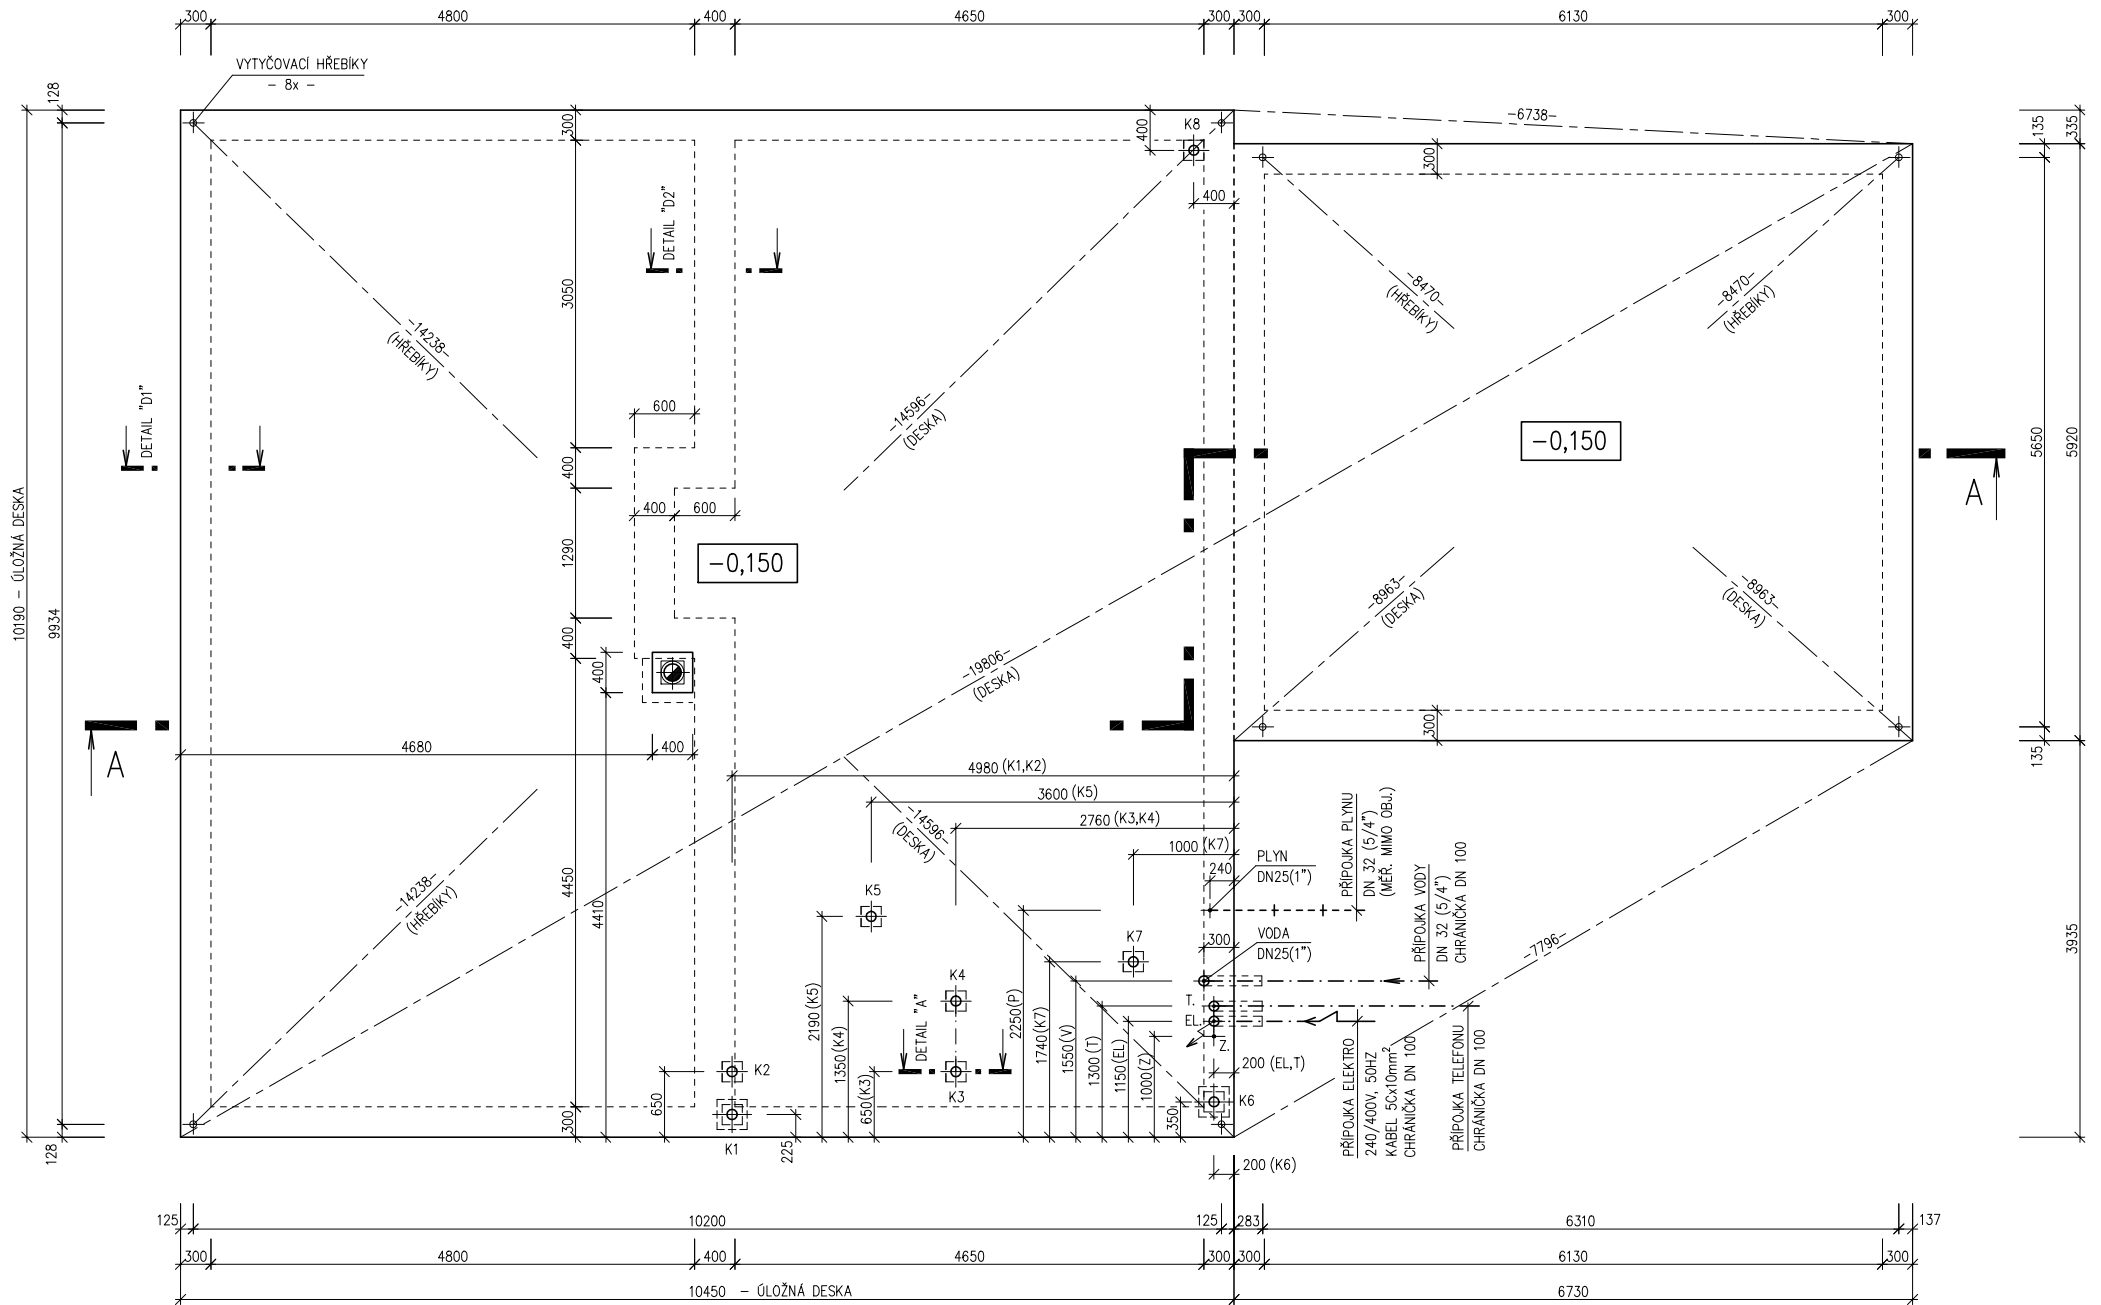 300
4800
400
4650
300
300
6130
300
VYTYČOVACÍ HŘEBÍKY
- 8x -
128
300
400
K8
-6738-
135
335
300
400
DETAIL "D2"
3050
-14238-
(HŘEBÍKY)
-8470-
(HŘEBÍKY)
-8470-
(HŘEBÍKY)
DETAIL "D1"
600
-14596-
(DESKA)
-0,150
5650
5920
400
A
400
600
10190 - ÚLOŽNÁ DESKA
9934
1290
-0,150
-8963-
(DESKA)
-8963-
(DESKA)
400
400
-19806-
(DESKA)
300
A
4680
400
135
4980 (K1,K2)
3600 (K5)
2760 (K3,K4)
-14596-
(DESKA)
1000 (K7)
240
PLYN
DN25(1")
PŘÍPOJKA PLYNU
DN 32 (5/4")
(MĚŘ. MIMO OBJ.)
PŘÍPOJKA VODY
DN 32 (5/4")
CHRÁNIČKA DN 100
4450
4410
-14238-
(HŘEBÍKY)
K5
K7
300
VODA
DN25(1")
-7796-
3935
K4
T.
EL.
Z.
2190 (K5)
1350 (K4)
650(K3)
DETAIL "A"
2250(P)
1740(K7)
1550(V)
1300 (T)
1150(EL)
1000(Z)
200 (EL,T)
K2
K3
K6
650
350
PŘÍPOJKA ELEKTRO
240/400V, 50HZ
KABEL 5Cx10mm²
CHRÁNIČKA DN 100
PŘÍPOJKA TELEFONU
CHRÁNIČKA DN 100
300
128
K1
225
200 (K6)
125
10200
125
283
6310
137
300
4800
400
4650
300
300
6130
300
10450 - ÚLOŽNÁ DESKA
6730